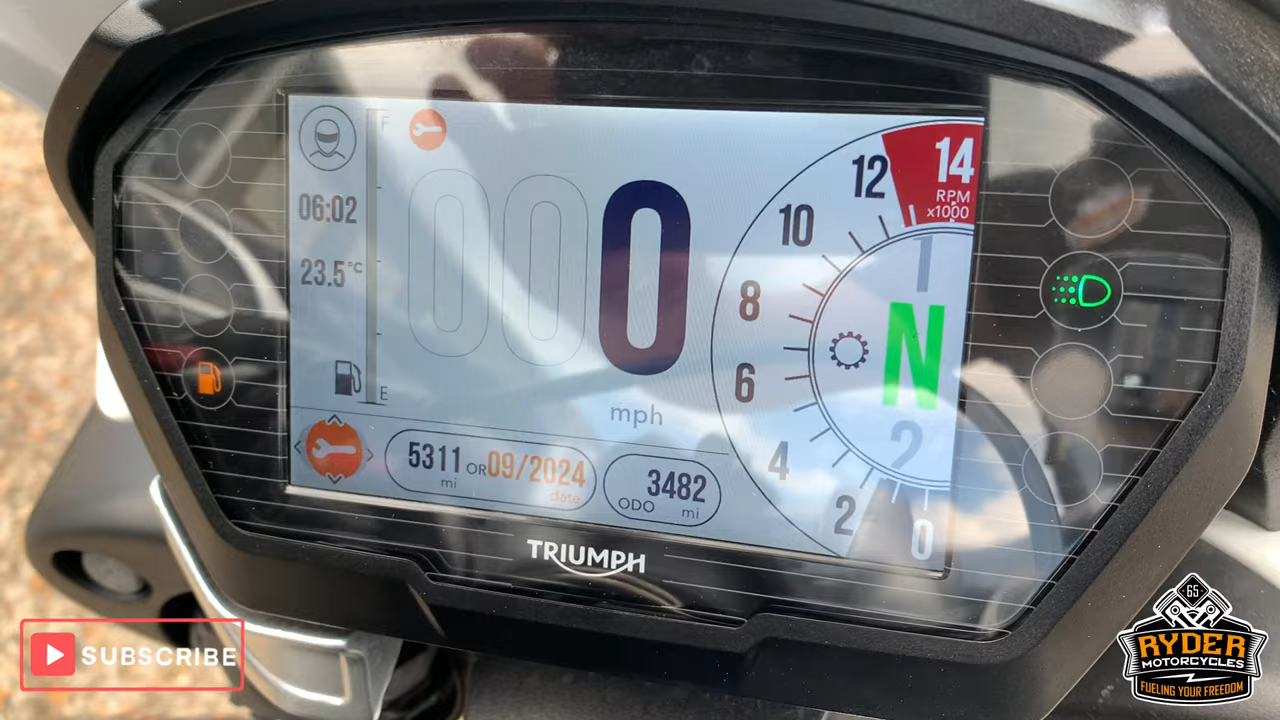 F
06:02
23.5°C
000
mph
E
5311 mi OR 09/2024 date
ODO 3482 mi
14
RPM
x1000
12
10
8
6
4
2
0
1
N
2
TRIUMPH
SUBSCRIBE
65
RYDER
MOTORCYCLES
FUELING YOUR FREEDOM